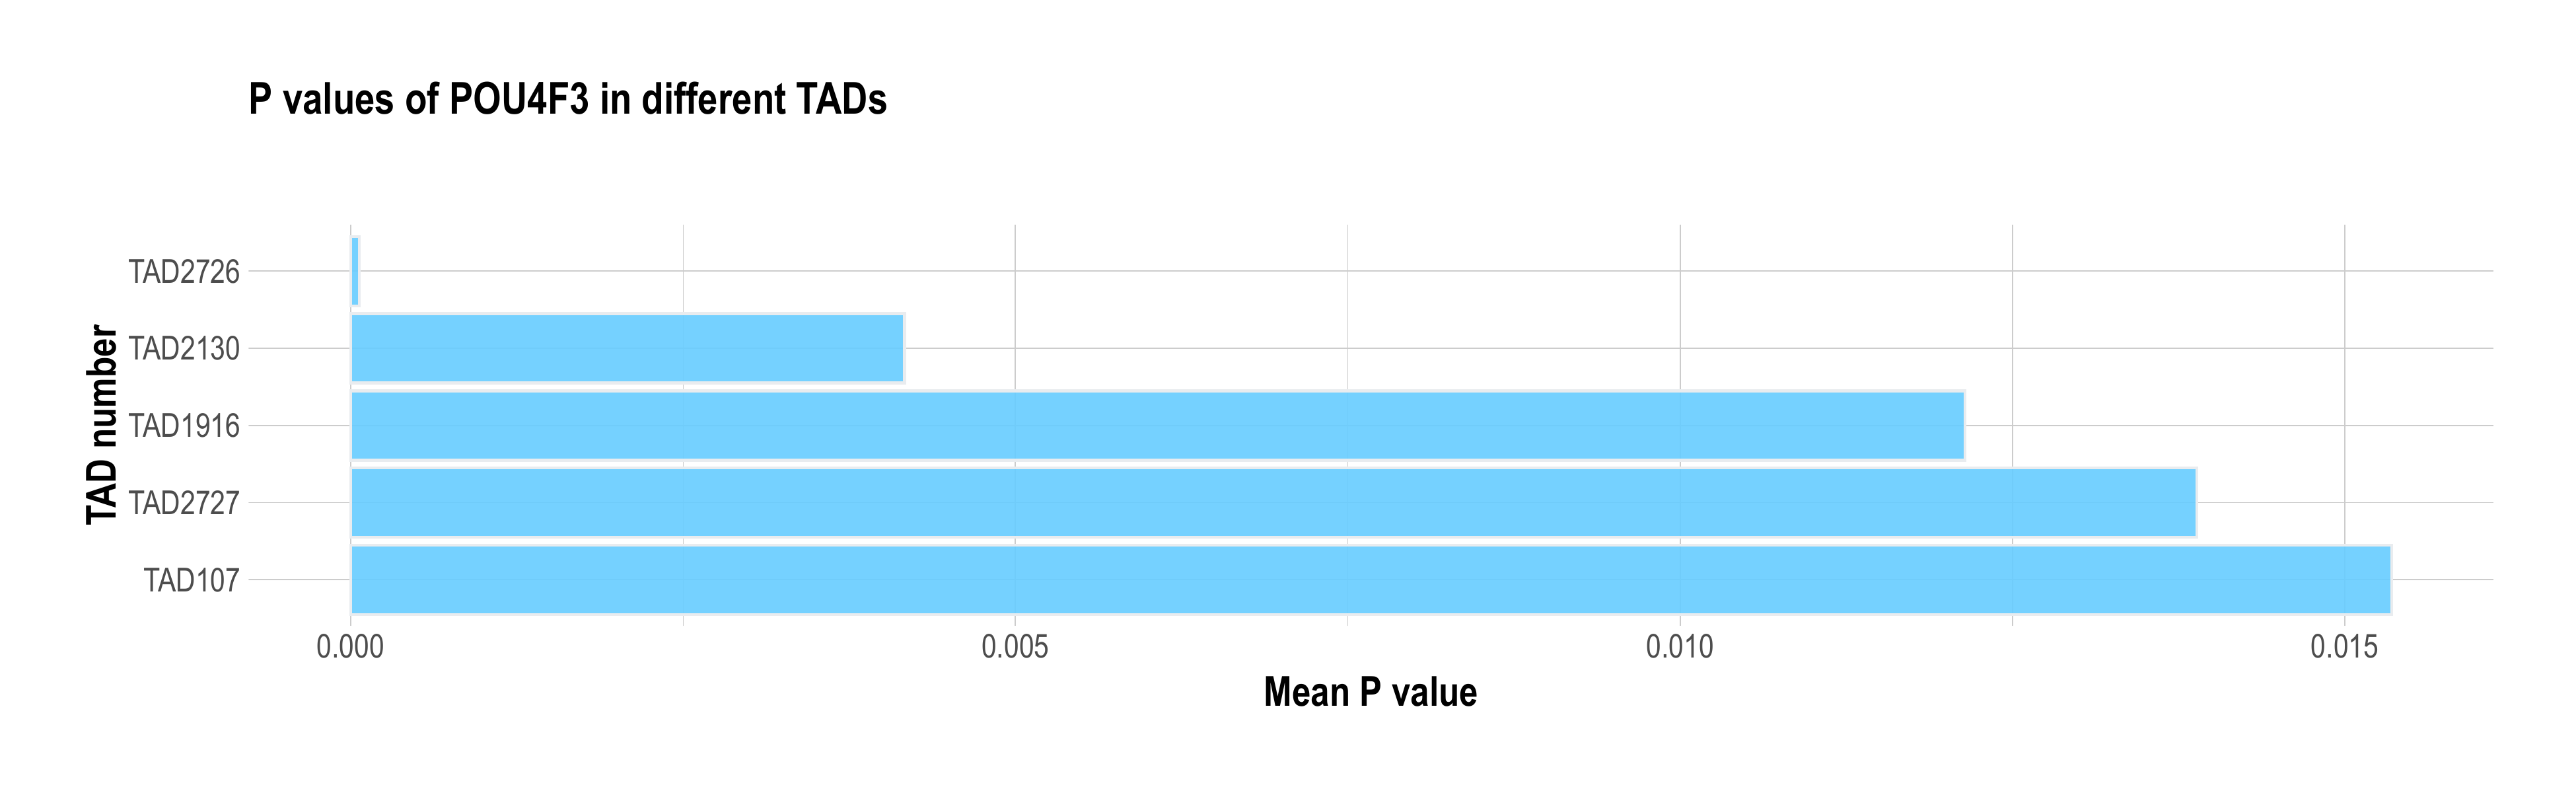 P values of POU4F3 in different TADs
TAD number
TAD2726
TAD2130
TAD1916
TAD2727
TAD107
0.000 0.005 0.010 0.015
Mean P value